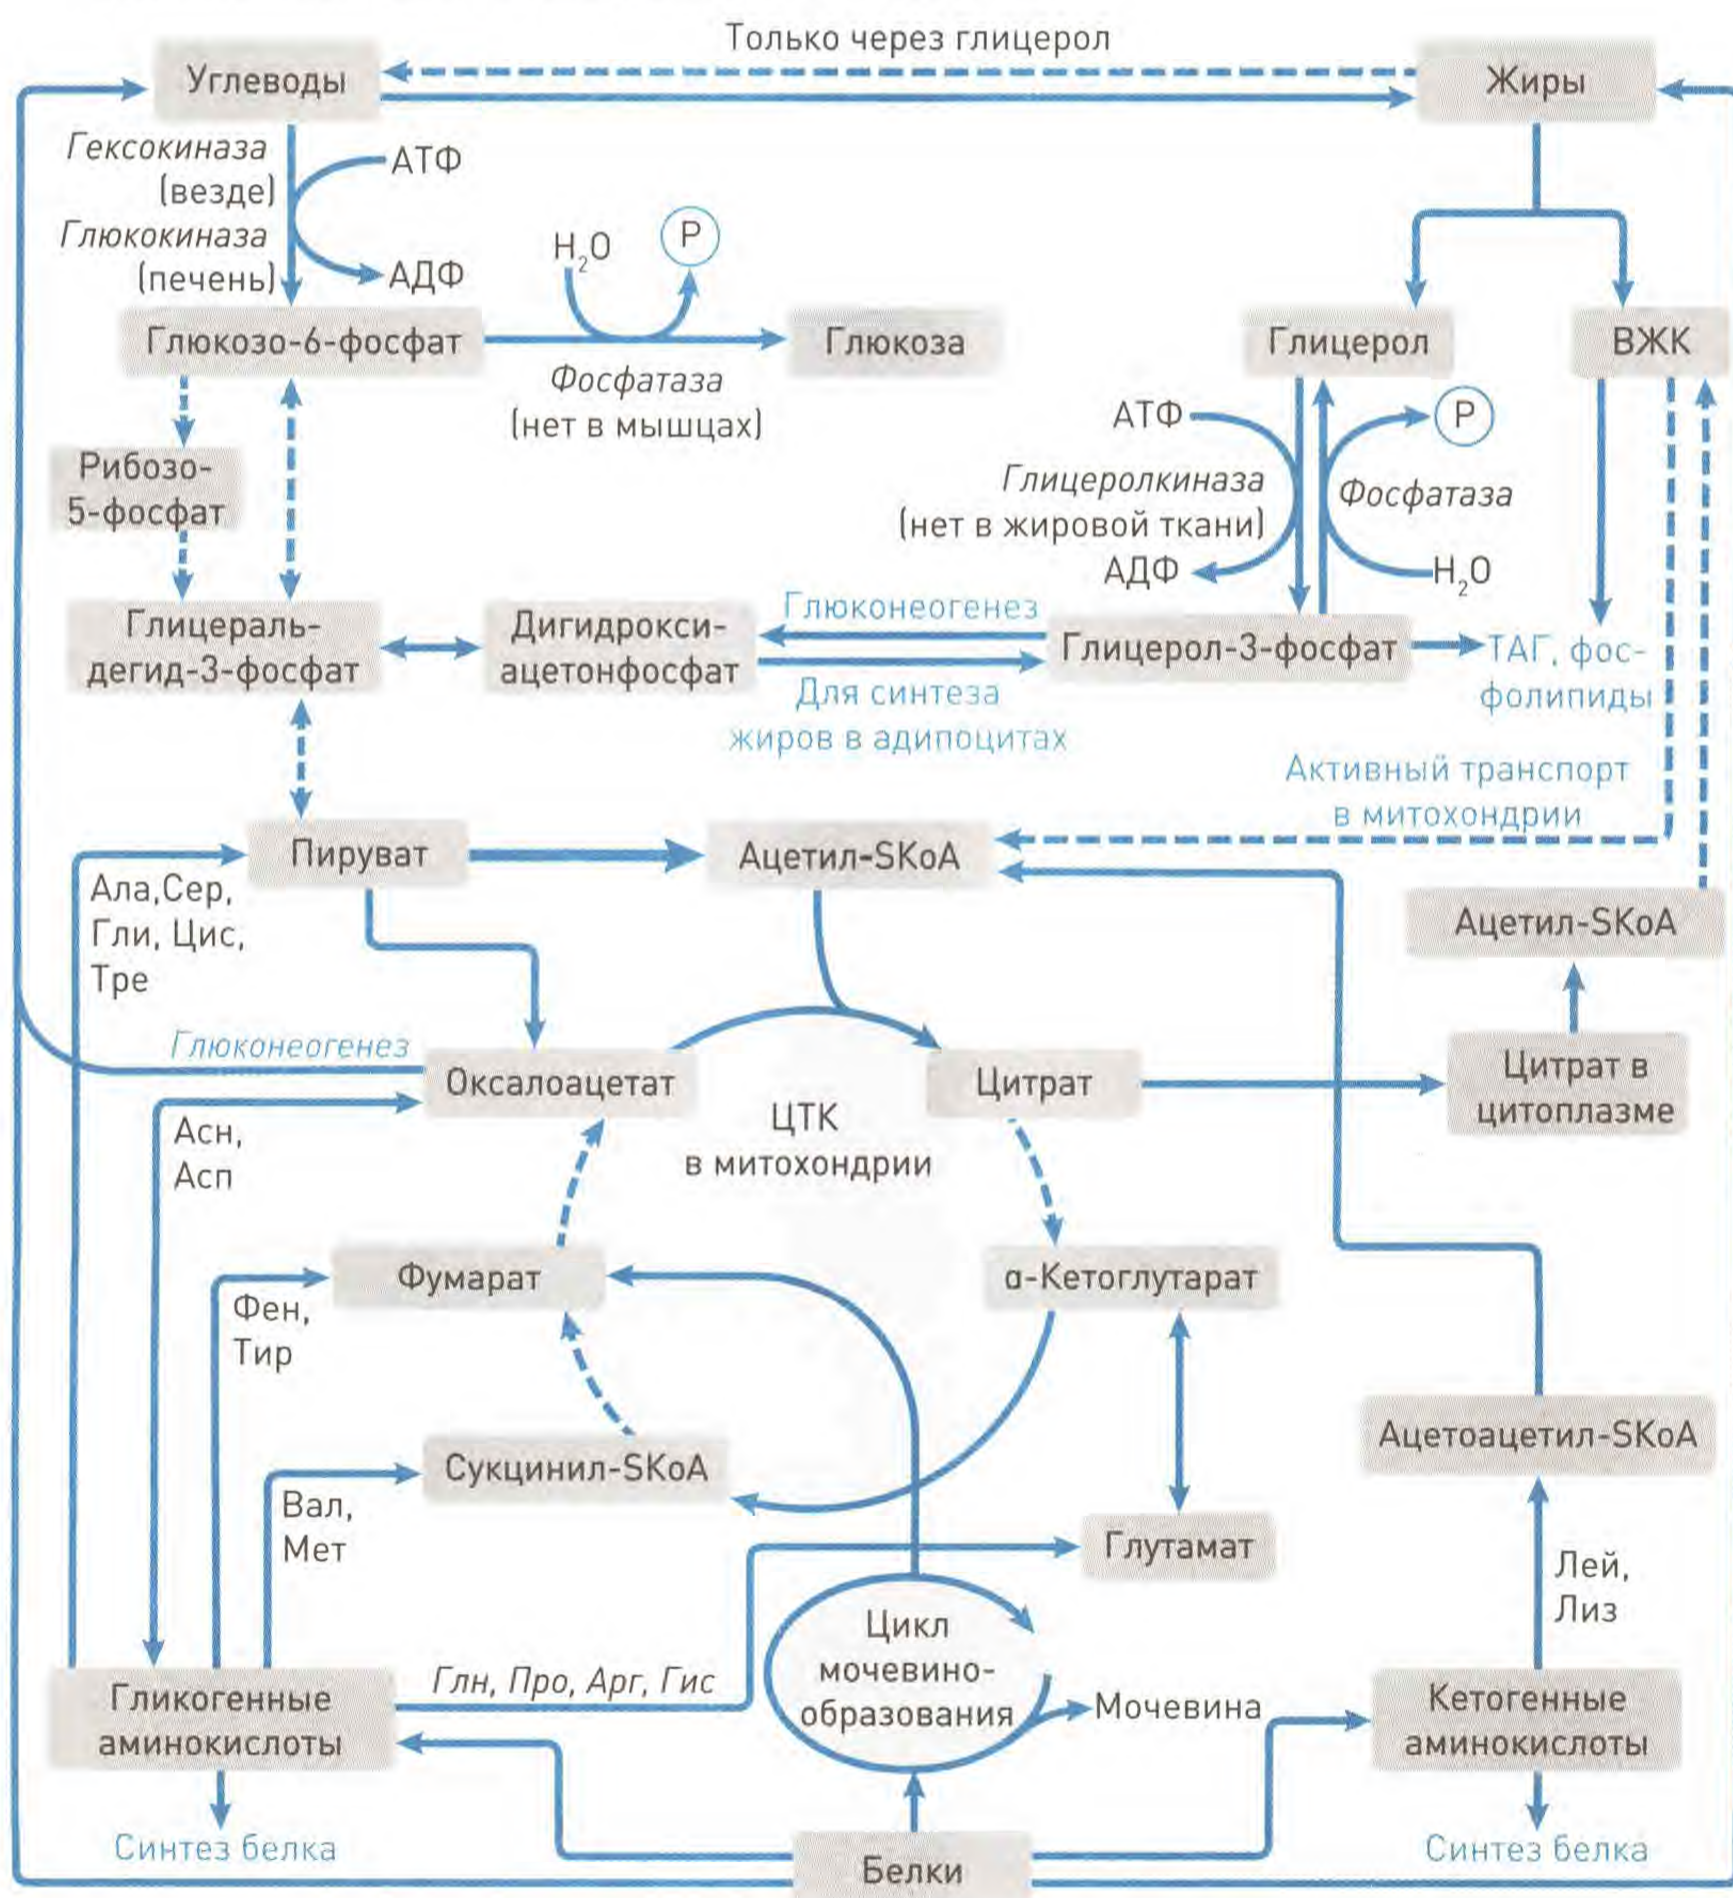 Только через глицерол
Углеводы
Жиры
Гексокиназа
(везде)
Глюкокиназа
(печень)
АТФ
АДФ
H₂O
P
Глюкозо-6-фосфат
Глюкоза
Фосфатаза
(нет в мышцах)
Глицерол
ВЖК
АТФ
P
Глицеролкиназа
(нет в жировой ткани)
Фосфатаза
АДФ
H₂O
Рибозо-
5-фосфат
Глицераль-
дегид-3-фосфат
Дигидрокси-
ацетонфосфат
Глюконеогенез
Для синтеза
жиров в адипоцитах
Глицерол-3-фосфат
ТАГ, фос-
фолипиды
Активный транспорт
в митохондрии
Пируват
Ацетил-SКоА
Ацетил-SКоА
Ала,Сер,
Гли, Цис,
Тре
Глюконеогенез
Оксалоацетат
Цитрат
Цитрат в
цитоплазме
ЦТК
в митохондрии
Асн,
Асп
Фумарат
α-Кетоглутарат
Фен,
Тир
Сукцинил-SКоА
Ацетоацетил-SКоА
Вал,
Мет
Глутамат
Лей,
Лиз
Цикл
мочевино-
образования
Мочевина
Гликогенные
аминокислоты
Глн, Про, Арг, Гис
Кетогенные
аминокислоты
Синтез белка
Белки
Синтез белка